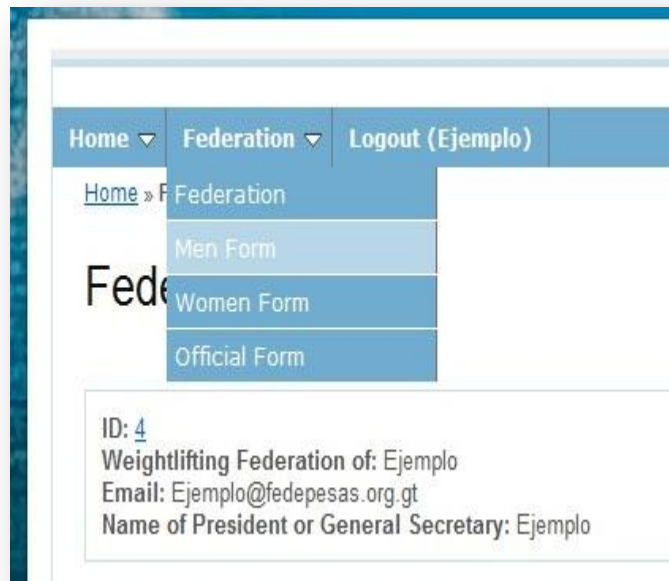 Home Federation Logout (Ejemplo)
Home » F
Federation
Men Form
Fede
Women Form
Official Form
ID: 4
Weightlifting Federation of: Ejemplo
Email: Ejemplo@fedepesas.org.gt
Name of President or General Secretary: Ejemplo